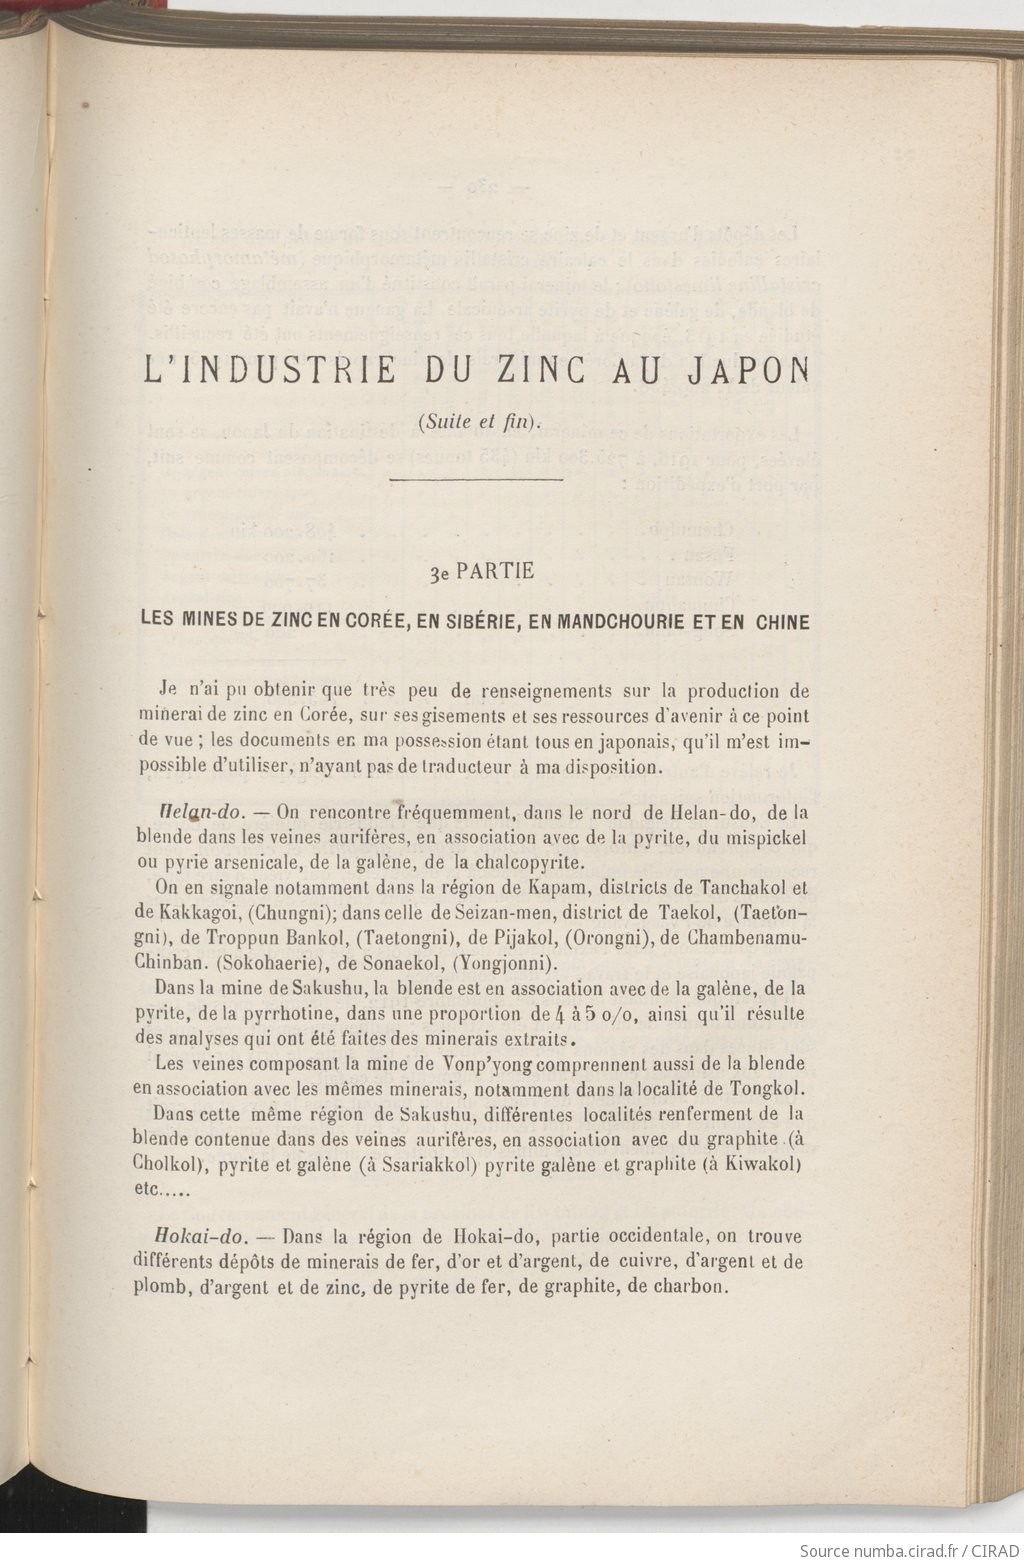 L'INDUSTRIE DU ZINC AU JAPON
(Suite et fin).
3e PARTIE
LES MINES DE ZINC EN CORÉE, EN SIBÉRIE, EN MANDCHOURIE ET EN CHINE
Je n'ai pu obtenir que très peu de renseignements sur la production de
minerai de zinc en Corée, sur ses gisements et ses ressources d'avenir à ce point
de vue ; les documents en ma possession étant tous en japonais, qu'il m'est im-
possible d'utiliser, n'ayant pas de traducteur à ma disposition.
Helan-do. — On rencontre fréquemment, dans le nord de Helan-do, de la
blende dans les veines aurifères, en association avec de la pyrite, du mispickel
ou pyrie arsenicale, de la galène, de la chalcopyrite.
On en signale notamment dans la région de Kapam, districts de Tanchakol et
de Kakkagoi, (Chungni); dans celle de Seizan-men, district de Taekol, (Taeton-
gni), de Troppun Bankol, (Taetongni), de Pijakol, (Orongni), de Chambenamu-
Chinban. (Sokohaerie), de Sonaekol, (Yongjonni).
Dans la mine de Sakushu, la blende est en association avec de la galène, de la
pyrite, de la pyrrhotine, dans une proportion de 4 à 5 o/o, ainsi qu'il résulte
des analyses qui ont été faites des minerais extraits.
Les veines composant la mine de Vonp'yong comprennent aussi de la blende
en association avec les mêmes minerais, notamment dans la localité de Tongkol.
Dans cette même région de Sakushu, différentes localités renferment de la
blende contenue dans des veines aurifères, en association avec du graphite (à
Cholkol), pyrite et galène (à Ssariakkol) pyrite galène et graphite (à Kiwakol)
etc.....
Hokai-do. — Dans la région de Hokai-do, partie occidentale, on trouve
différents dépôts de minerais de fer, d'or et d'argent, de cuivre, d'argent et de
plomb, d'argent et de zinc, de pyrite de fer, de graphite, de charbon.
Source numba.cirad.fr / CIRAD